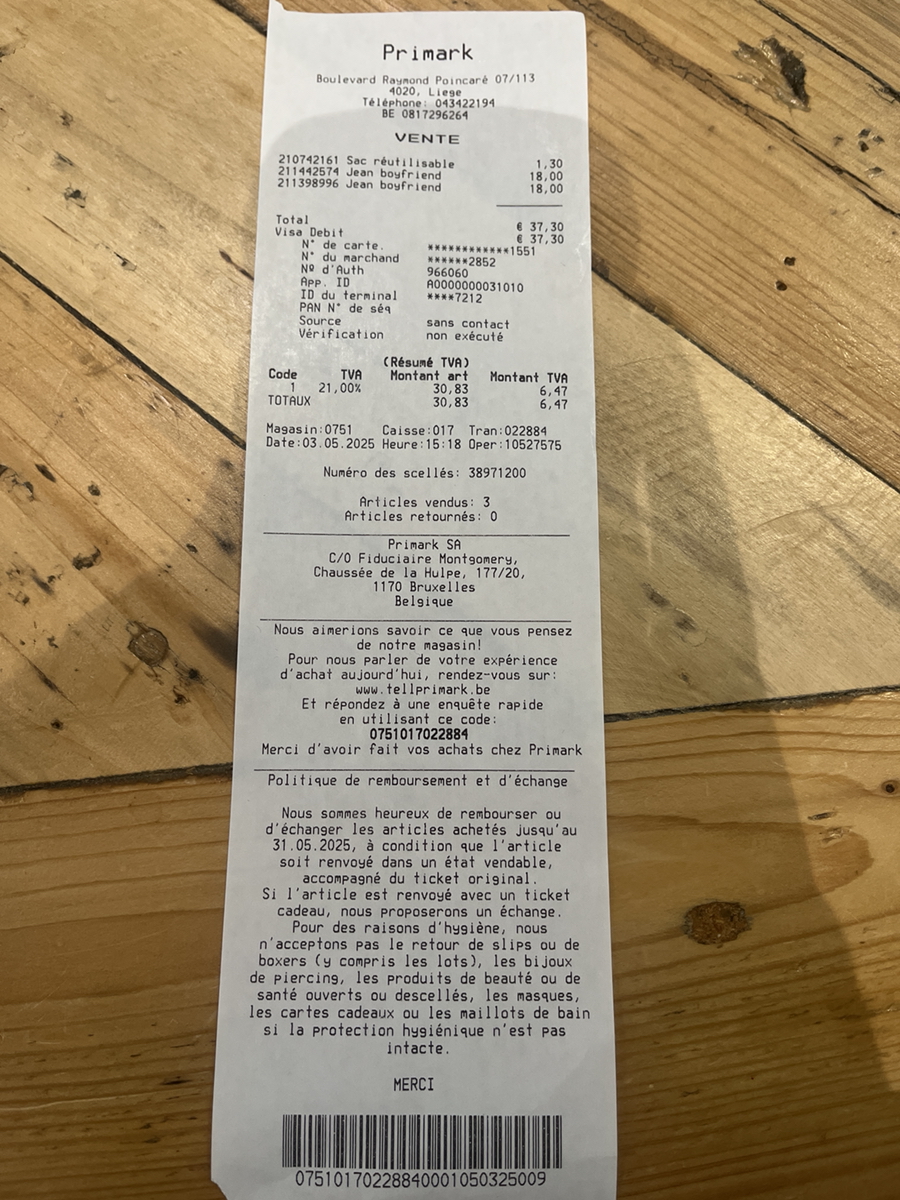 Primark
Boulevard Raymond Poincaré 07/113
4020, Liege
Téléphone: 043422194
BE 0817296264
VENTE
210742161 Sac réutilisable 1,30
211442574 Jean boyfriend 18,00
211398996 Jean boyfriend 18,00
Total € 37,30
Visa Debit € 37,30
N° de carte. ************1551
N° du marchand ******2852
Nº d'Auth 966060
App. ID A0000000031010
ID du terminal ****7212
PAN N° de séq
Source sans contact
Vérification non exécuté
(Résumé TVA)
Code TVA Montant art Montant TVA
1 21,00% 30,83 6,47
TOTAUX 30,83 6,47
Magasin:0751 Caisse:017 Tran:022884
Date:03.05.2025 Heure:15:18 Oper:10527575
Numéro des scellés: 38971200
Articles vendus: 3
Articles retournés: 0
Primark SA
C/O Fiduciaire Montgomery,
Chaussée de la Hulpe, 177/20,
1170 Bruxelles
Belgique
Nous aimerions savoir ce que vous pensez
de notre magasin!
Pour nous parler de votre expérience
d'achat aujourd'hui, rendez-vous sur:
www.tellprimark.be
Et répondez à une enquête rapide
en utilisant ce code:
0751017022884
Merci d'avoir fait vos achats chez Primark
Politique de remboursement et d'échange
Nous sommes heureux de rembourser ou
d'échanger les articles achetés jusqu'au
31.05.2025, à condition que l'article
soit renvoyé dans un état vendable,
accompagné du ticket original.
Si l'article est renvoyé avec un ticket
cadeau, nous proposerons un échange.
Pour des raisons d'hygiène, nous
n'acceptons pas le retour de slips ou de
boxers (y compris les lots), les bijoux
de piercing, les produits de beauté ou de
santé ouverts ou descellés, les masques,
les cartes cadeaux ou les maillots de bain
si la protection hygiénique n'est pas
intacte.
MERCI
07510170228840001050325009